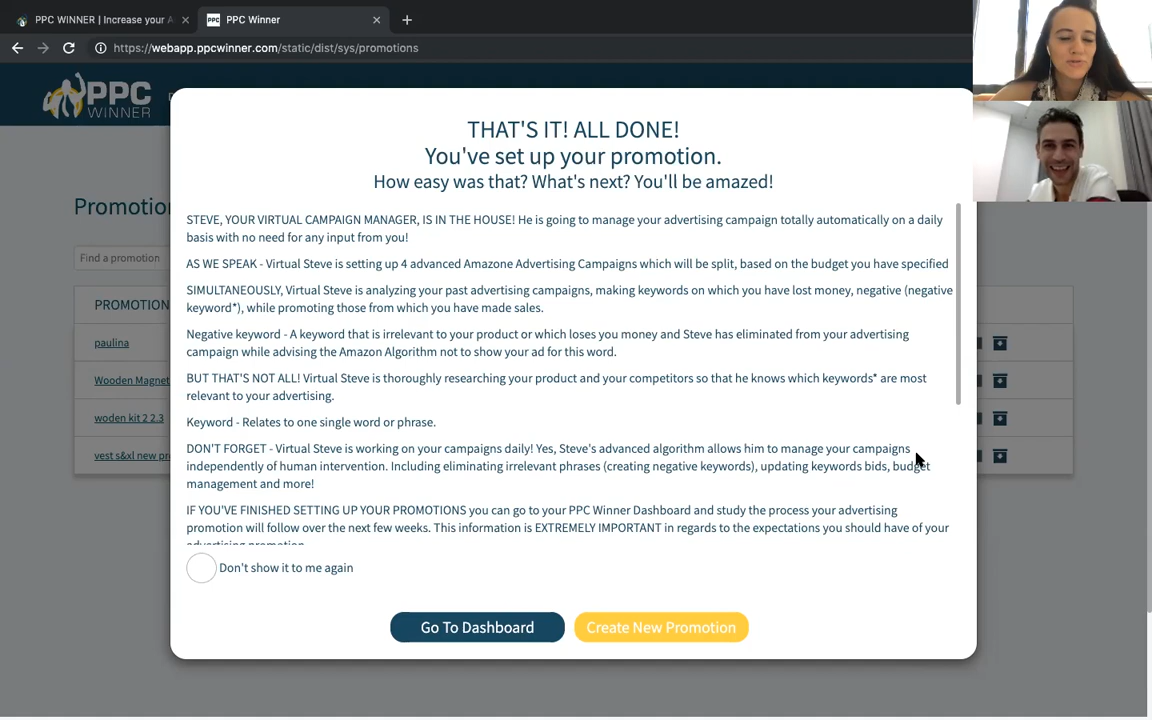 PPC WINNER | Increase your A
PPC Winner
https://webapp.ppcwinner.com/static/dist/sys/promotions
PPC
WINNER
THAT'S IT! ALL DONE!
You've set up your promotion.
How easy was that? What's next? You'll be amazed!
Promotion
Find a promotion
PROMOTION
paulina
Wooden Magnet
woden kit 2 2.3
vest s&xl new pro
STEVE, YOUR VIRTUAL CAMPAIGN MANAGER, IS IN THE HOUSE! He is going to manage your advertising campaign totally automatically on a daily
basis with no need for any input from you!
AS WE SPEAK - Virtual Steve is setting up 4 advanced Amazone Advertising Campaigns which will be split, based on the budget you have specified
SIMULTANEOUSLY, Virtual Steve is analyzing your past advertising campaigns, making keywords on which you have lost money, negative (negative
keyword*), while promoting those from which you have made sales.
Negative keyword - A keyword that is irrelevant to your product or which loses you money and Steve has eliminated from your advertising
campaign while advising the Amazon Algorithm not to show your ad for this word.
BUT THAT'S NOT ALL! Virtual Steve is thoroughly researching your product and your competitors so that he knows which keywords* are most
relevant to your advertising.
Keyword - Relates to one single word or phrase.
DON'T FORGET - Virtual Steve is working on your campaigns daily! Yes, Steve's advanced algorithm allows him to manage your campaigns
independently of human intervention. Including eliminating irrelevant phrases (creating negative keywords), updating keywords bids, budget
management and more!
IF YOU'VE FINISHED SETTING UP YOUR PROMOTIONS you can go to your PPC Winner Dashboard and study the process your advertising
promotion will follow over the next few weeks. This information is EXTREMELY IMPORTANT in regards to the expectations you should have of your
advertising promotion.
Don't show it to me again
Go To Dashboard
Create New Promotion